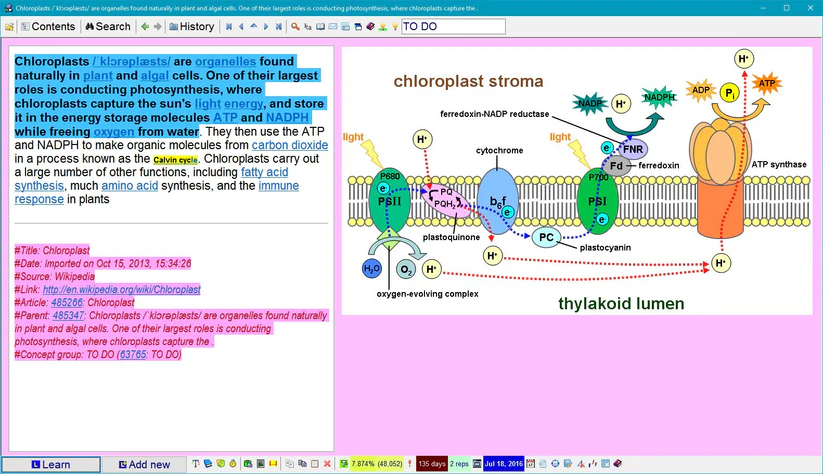 Chloroplasts /ˈklɔrəplæsts/ are organelles found naturally in plant and algal cells. One of their largest roles is conducting photosynthesis, where chloroplasts capture the .
Contents
Search
History
TO DO
Chloroplasts /ˈklɔrəplæsts/ are organelles found
naturally in plant and algal cells. One of their largest
roles is conducting photosynthesis, where
chloroplasts capture the sun's light energy, and store
it in the energy storage molecules ATP and NADPH
while freeing oxygen from water. They then use the ATP
and NADPH to make organic molecules from carbon dioxide
in a process known as the Calvin cycle. Chloroplasts carry out
a large number of other functions, including fatty acid
synthesis, much amino acid synthesis, and the immune
response in plants
#Title: Chloroplast
#Date: Imported on Oct 15, 2013, 15:34:26
#Source: Wikipedia
#Link: http://en.wikipedia.org/wiki/Chloroplast
#Article: 485266: Chloroplast
#Parent: 485347: Chloroplasts /ˈklɔrəplæsts/ are organelles found naturally
in plant and algal cells. One of their largest roles is conducting
photosynthesis, where chloroplasts capture the .
#Concept group: TO DO (63765: TO DO)
chloroplast stroma
H+
NADP
H+
NADPH
ADP
Pi
ATP
ferredoxin-NADP reductase
light
H+
cytochrome
light
FNR
Fd
ferredoxin
ATP synthase
P680
e-
PSII
PQ
PQH2
b6f
e-
P700
e-
PSI
e-
PC
plastoquinone
plastocyanin
H2O
O2
H+
H+
H+
oxygen-evolving complex
thylakoid lumen
Learn
Add new
7.874% (48,052)
135 days
2 reps
Jul 18, 2016